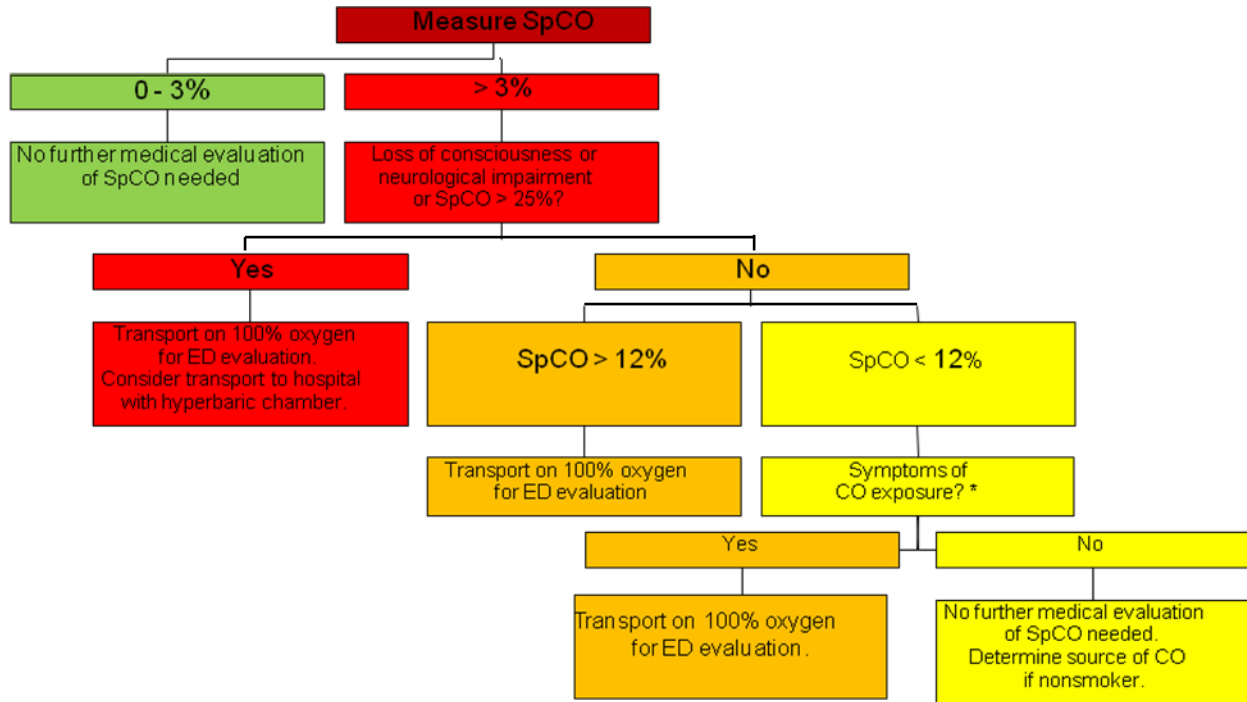 Measure SpCO
0 - 3%
> 3%
No further medical evaluation
of SpCO needed
Loss of consciousness or
neurological impairment
or SpCO > 25%?
Yes
No
Transport on 100% oxygen
for ED evaluation.
Consider transport to hospital
with hyperbaric chamber.
SpCO > 12%
SpCO < 12%
Transport on 100% oxygen
for ED evaluation
Symptoms of
CO exposure? *
Yes
No
Transport on 100% oxygen
for ED evaluation .
No further medical evaluation
of SpCO needed.
Determine source of CO
if nonsmoker.